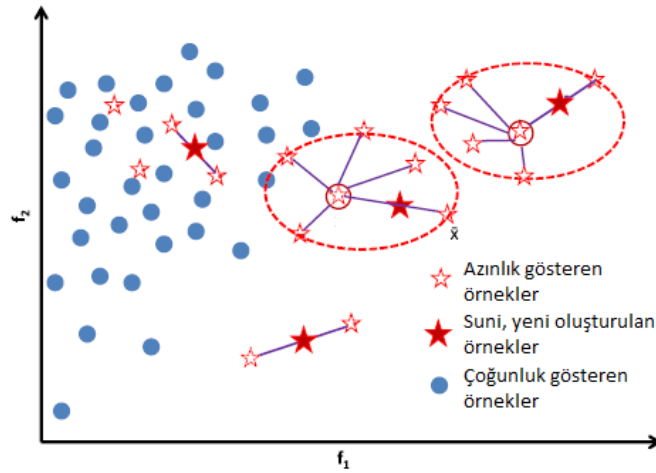 f₂
x̃
Azınlık gösteren
örnekler
Suni, yeni oluşturulan
örnekler
Çoğunluk gösteren
örnekler
f₁